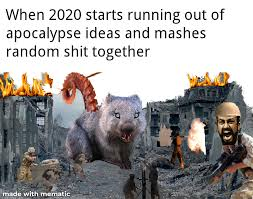 When 2020 starts running out of
apocalypse ideas and mashes
random shit together
made with mematic